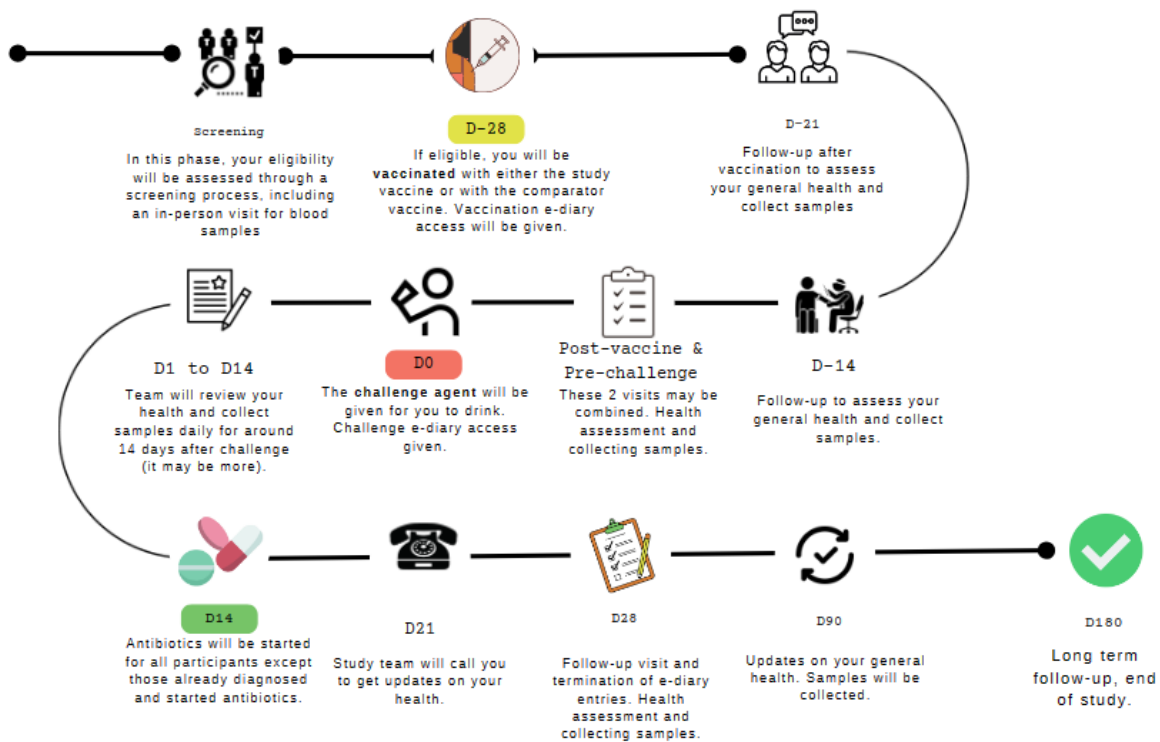 Screening
In this phase, your eligibility
will be assessed through a
screening process, including
an in-person visit for blood
samples
D-28
If eligible, you will be
vaccinated with either the study
vaccine or with the comparator
vaccine. Vaccination e-diary
access will be given.
D-21
Follow-up after
vaccination to assess
your general health and
collect samples
D-14
Follow-up to assess your
general health and collect
samples.
Post-vaccine &
Pre-challenge
These 2 visits may be
combined. Health
assessment and
collecting samples.
D0
The challenge agent will be
given for you to drink.
Challenge e-diary access
given.
D1 to D14
Team will review your
health and collect
samples daily for around
14 days after challenge
(it may be more).
D14
Antibiotics will be started
for all participants except
those already diagnosed
and started antibiotics.
D21
Study team will call you
to get updates on your
health.
D28
Follow-up visit and
termination of e-diary
entries. Health
assessment and
collecting samples.
D90
Updates on your general
health. Samples will be
collected.
D180
Long term
follow-up, end
of study.